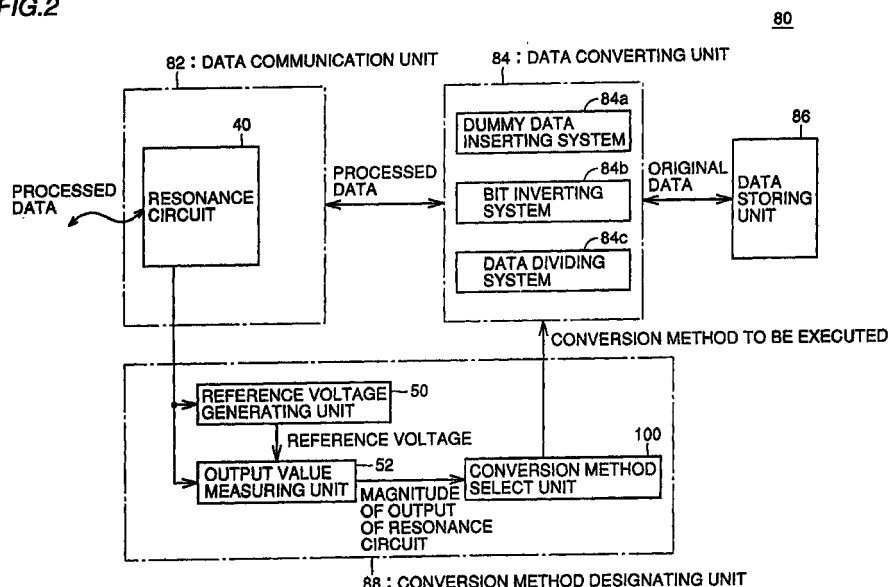 FIG.2
80
82 : DATA COMMUNICATION UNIT
84 : DATA CONVERTING UNIT
40
RESONANCE
CIRCUIT
PROCESSED
DATA
PROCESSED
DATA
84a
DUMMY DATA
INSERTING SYSTEM
84b
BIT INVERTING
SYSTEM
84c
DATA DIVIDING
SYSTEM
ORIGINAL
DATA
86
DATA
STORING
UNIT
CONVERSION METHOD TO BE EXECUTED
REFERENCE VOLTAGE
GENERATING UNIT
50
REFERENCE VOLTAGE
OUTPUT VALUE
MEASURING UNIT
52
MAGNITUDE
OF OUTPUT
OF RESONANCE
CIRCUIT
100
CONVERSION METHOD
SELECT UNIT
88 : CONVERSION METHOD DESIGNATING UNIT